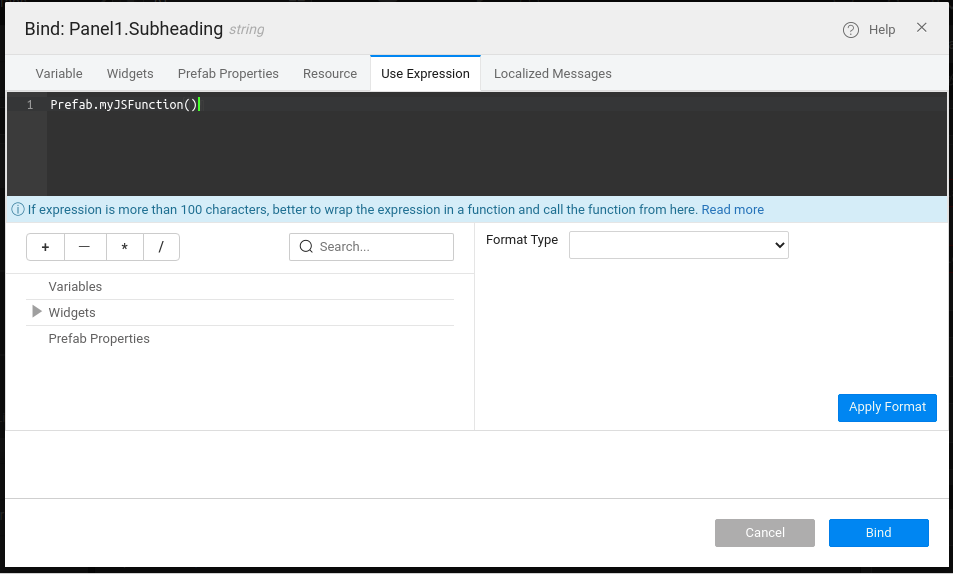 Bind: Panel1.Subheading string
Help ×
Variable Widgets Prefab Properties Resource Use Expression Localized Messages
1 Prefab.myJSFunction()
If expression is more than 100 characters, better to wrap the expression in a function and call the function from here. Read more
+ — * / Search...
Format Type
Variables
Widgets
Prefab Properties
Apply Format
Cancel Bind